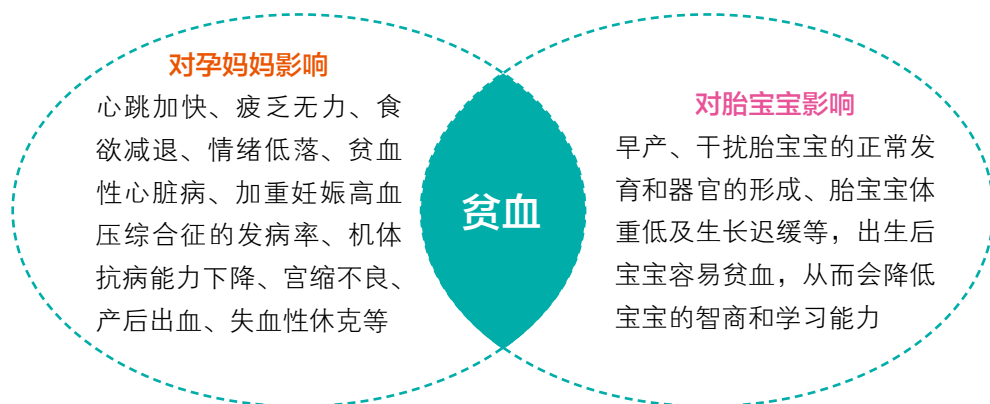 对孕妈妈影响
心跳加快、疲乏无力、食
欲减退、情绪低落、贫血
性心脏病、加重妊娠高血
压综合征的发病率、机体
抗病能力下降、宫缩不良、
产后出血、失血性休克等
贫血
对胎宝宝影响
早产、干扰胎宝宝的正常发
育和器官的形成、胎宝宝体
重低及生长迟缓等，出生后
宝宝容易贫血，从而会降低
宝宝的智商和学习能力